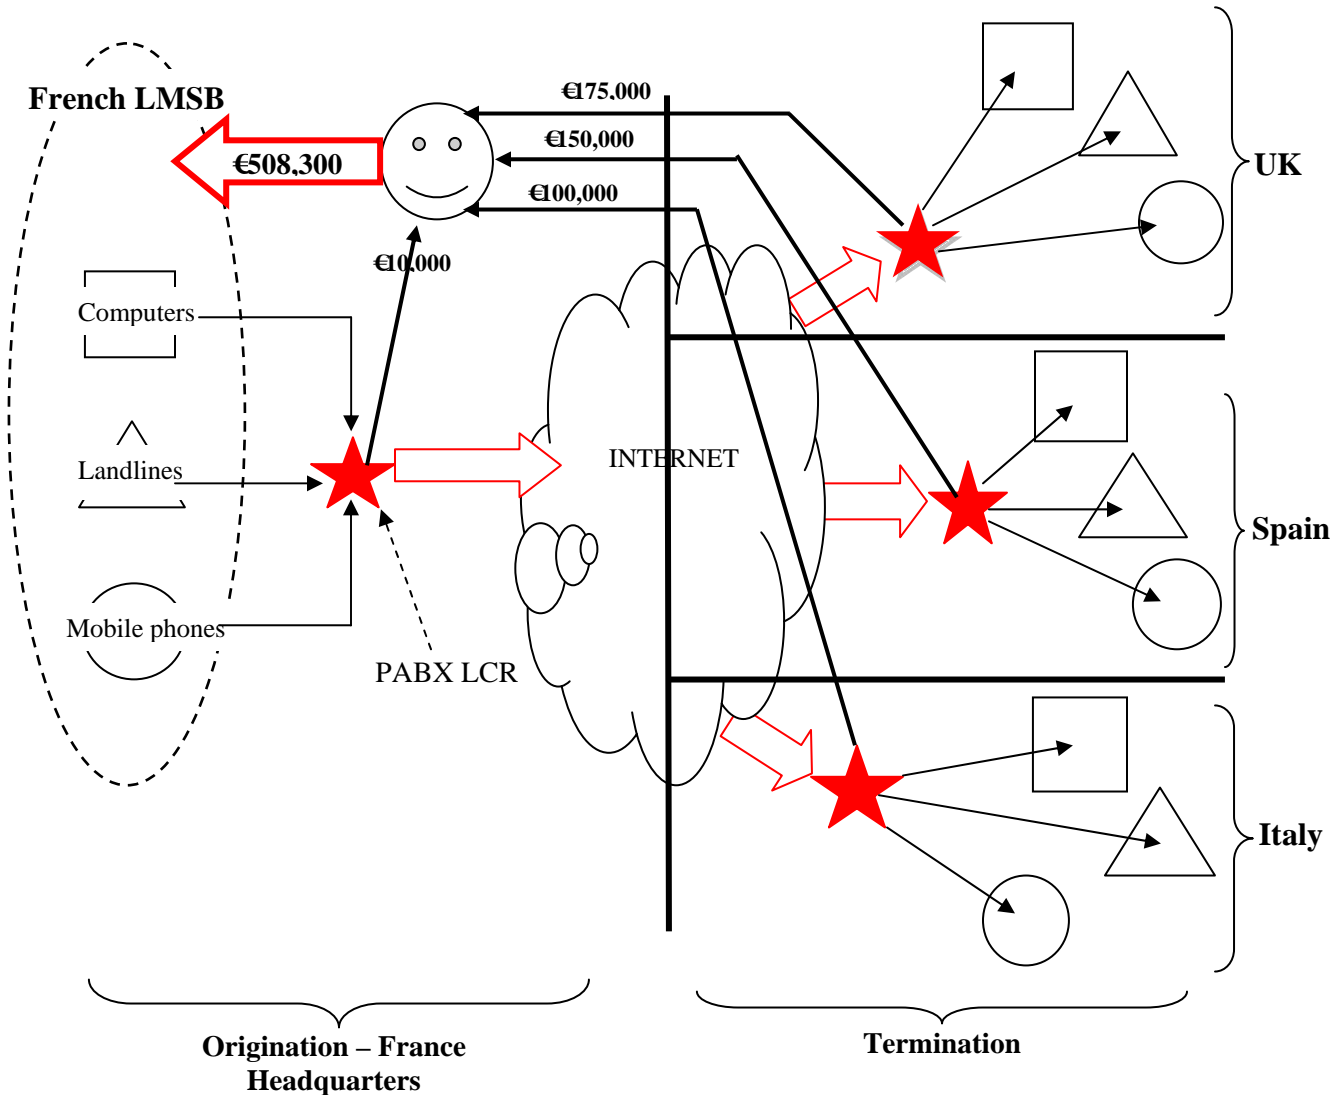 French LMSB
€175,000
€150,000
€508,300
€100,000
UK
€10,000
Computers
INTERNET
Landlines
Spain
Mobile phones
PABX LCR
Italy
Origination – France
Headquarters
Termination